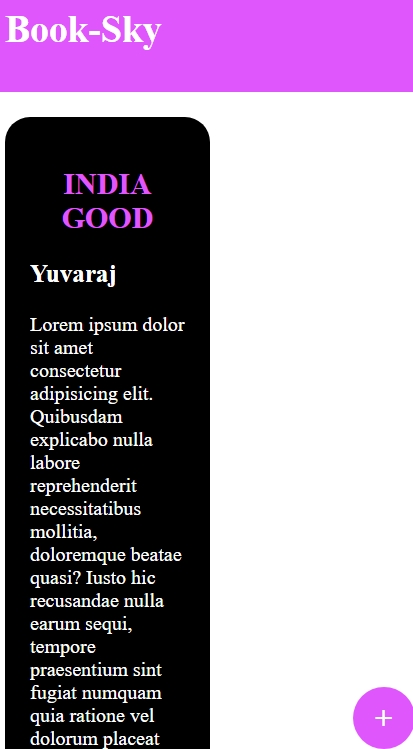 Book-Sky
INDIA
GOOD
Yuvaraj
Lorem ipsum dolor
sit amet
consectetur
adipisicing elit.
Quibusdam
explicabo nulla
labore
reprehenderit
necessitatibus
mollitia,
doloremque beatae
quasi? Iusto hic
recusandae nulla
earum sequi,
tempore
praesentium sint
fugiat numquam
quia ratione vel
dolorum placeat
+